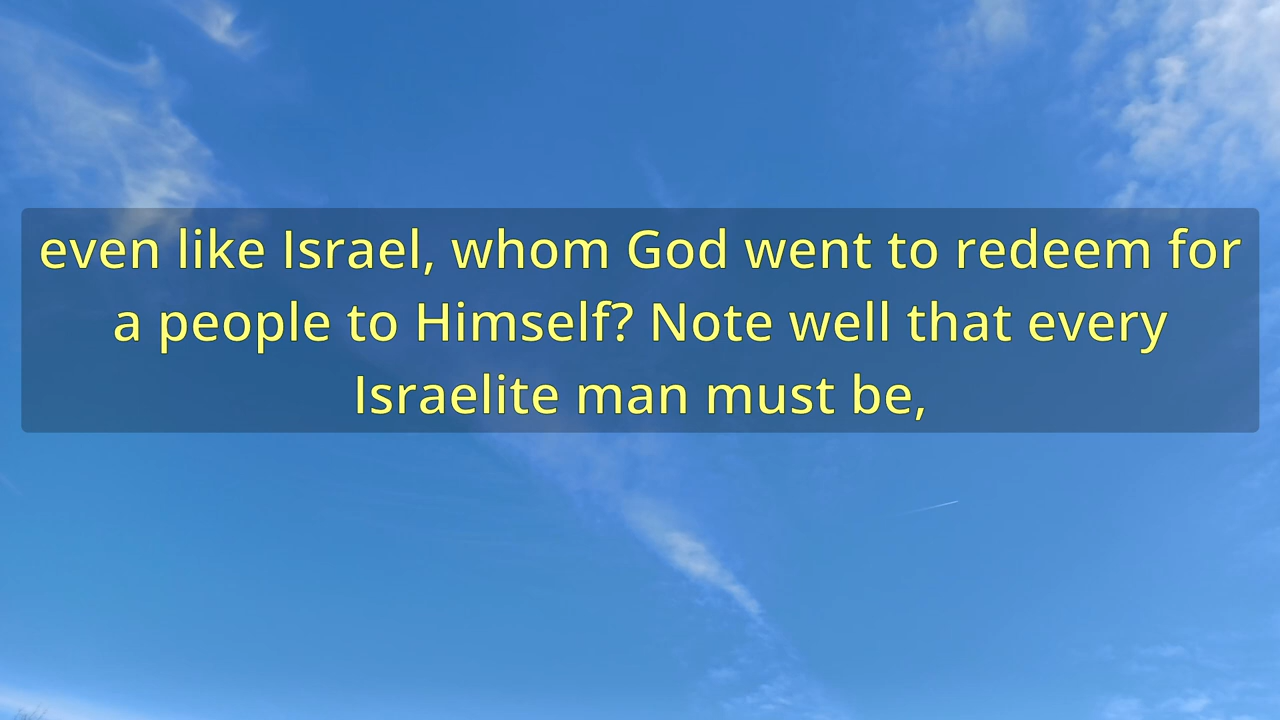 even like Israel, whom God went to redeem for
a people to Himself? Note well that every
Israelite man must be,